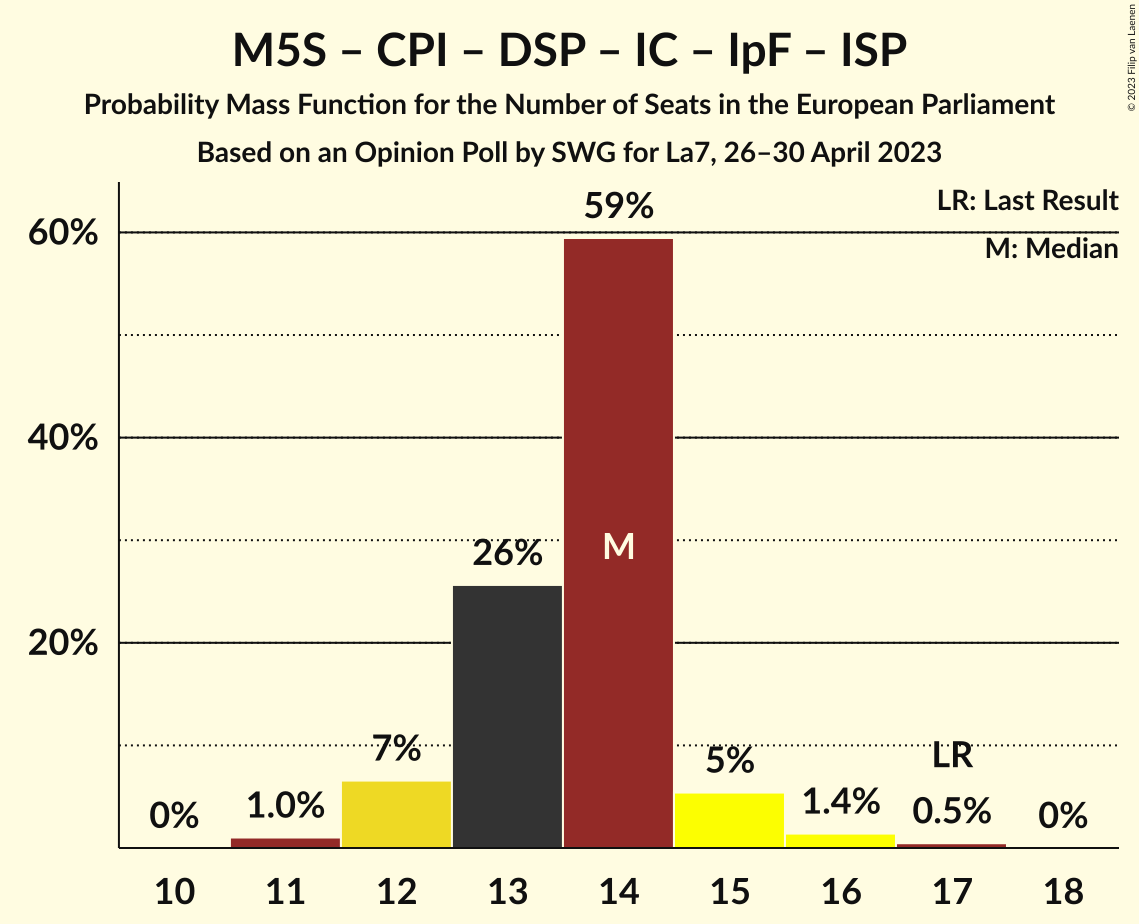 M5S – CPI – DSP – IC – IpF – ISP
Probability Mass Function for the Number of Seats in the European Parliament
Based on an Opinion Poll by SWG for La7, 26–30 April 2023
© 2023 Filip van Laenen
LR: Last Result
M: Median
60%
40%
20%
0%
1.0%
7%
26%
59%
M
5%
1.4%
LR
0.5%
0%
10 11 12 13 14 15 16 17 18